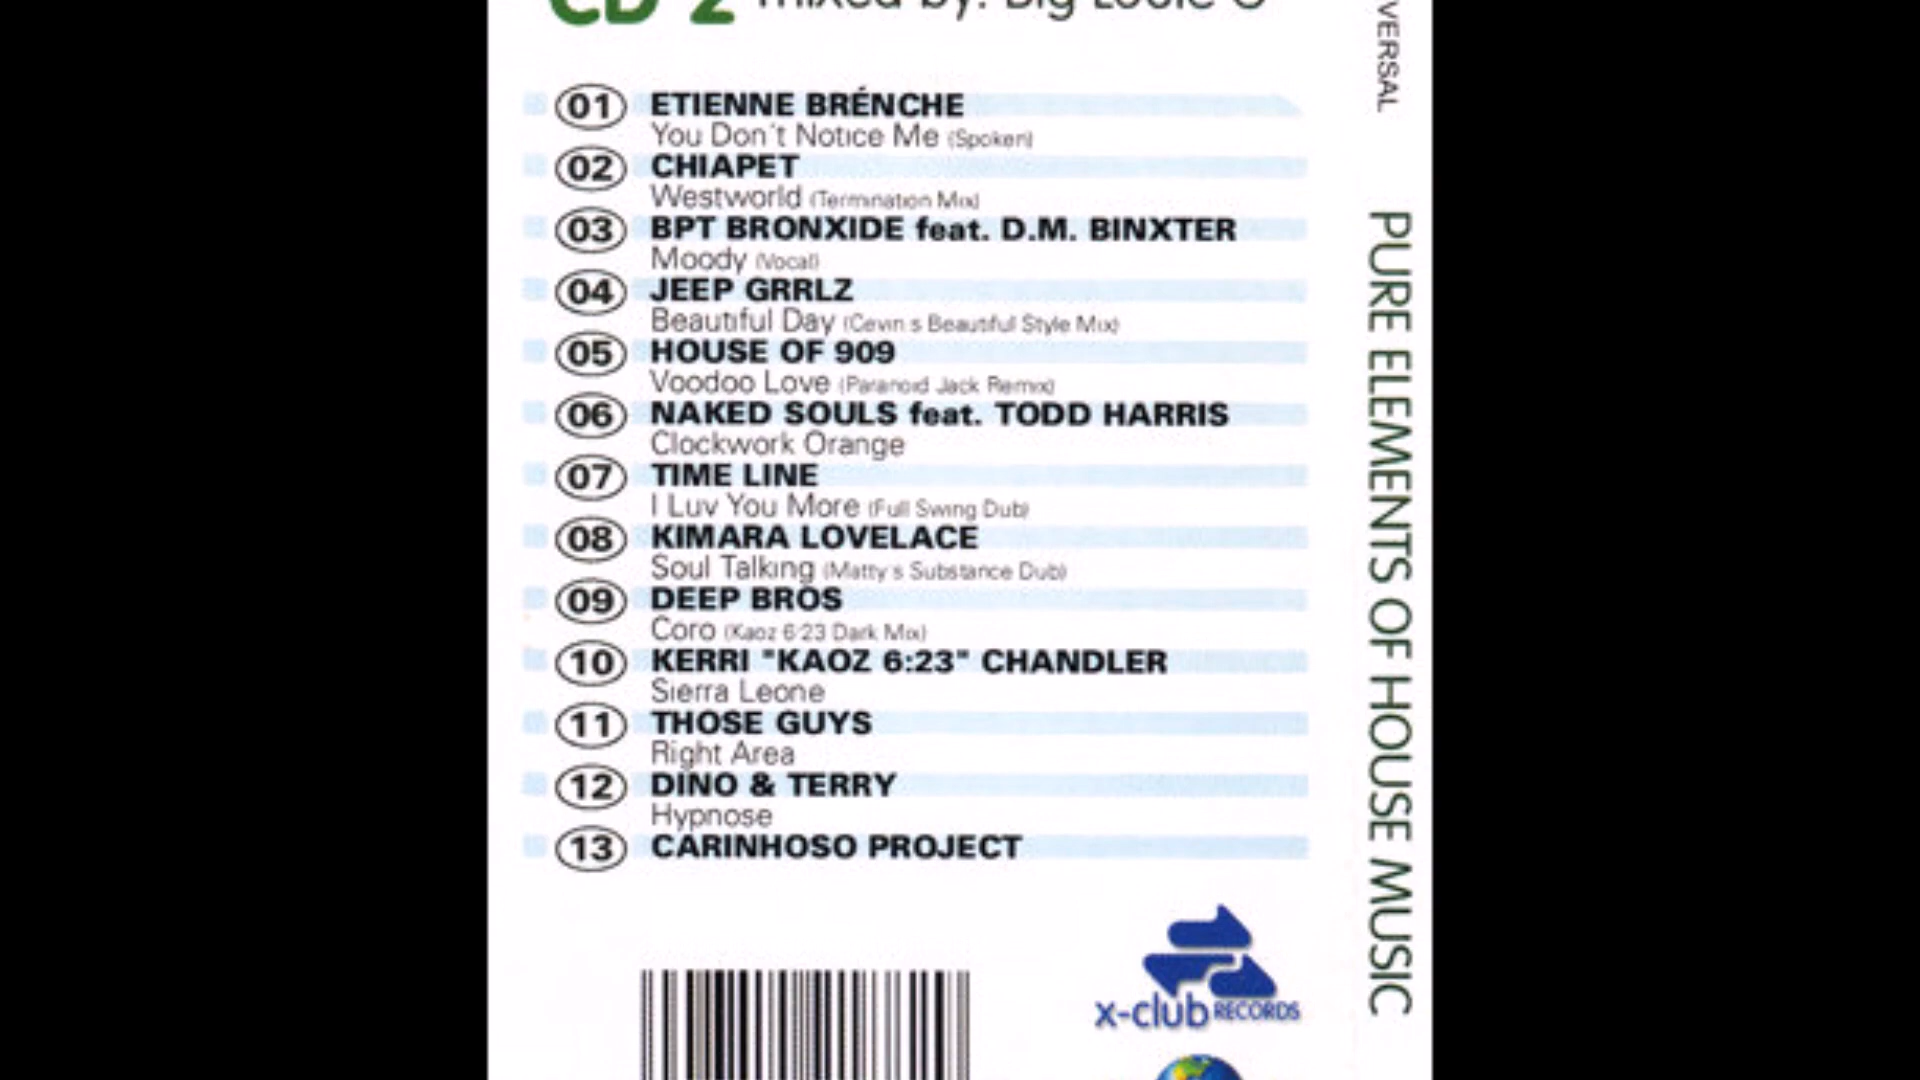 CD 2 mixed by: Big Louie G
01 ETIENNE BRÉNCHE
You Don´t Notice Me (Spoken)
02 CHIAPET
Westworld (Termination Mix)
03 BPT BRONXIDE feat. D.M. BINXTER
Moody (Vocal)
04 JEEP GRRLZ
Beautiful Day (Cevin´s Beautiful Style Mix)
05 HOUSE OF 909
Voodoo Love (Paranoid Jack Remix)
06 NAKED SOULS feat. TODD HARRIS
Clockwork Orange
07 TIME LINE
I Luv You More (Full Swing Dub)
08 KIMARA LOVELACE
Soul Talking (Matty´s Substance Dub)
09 DEEP BROS
Coro (Kaoz 6:23 Dark Mix)
10 KERRI "KAOZ 6:23" CHANDLER
Sierra Leone
11 THOSE GUYS
Right Area
12 DINO & TERRY
Hypnose
13 CARINHOSO PROJECT
x-club RECORDS
VERSAL
PURE ELEMENTS OF HOUSE MUSIC